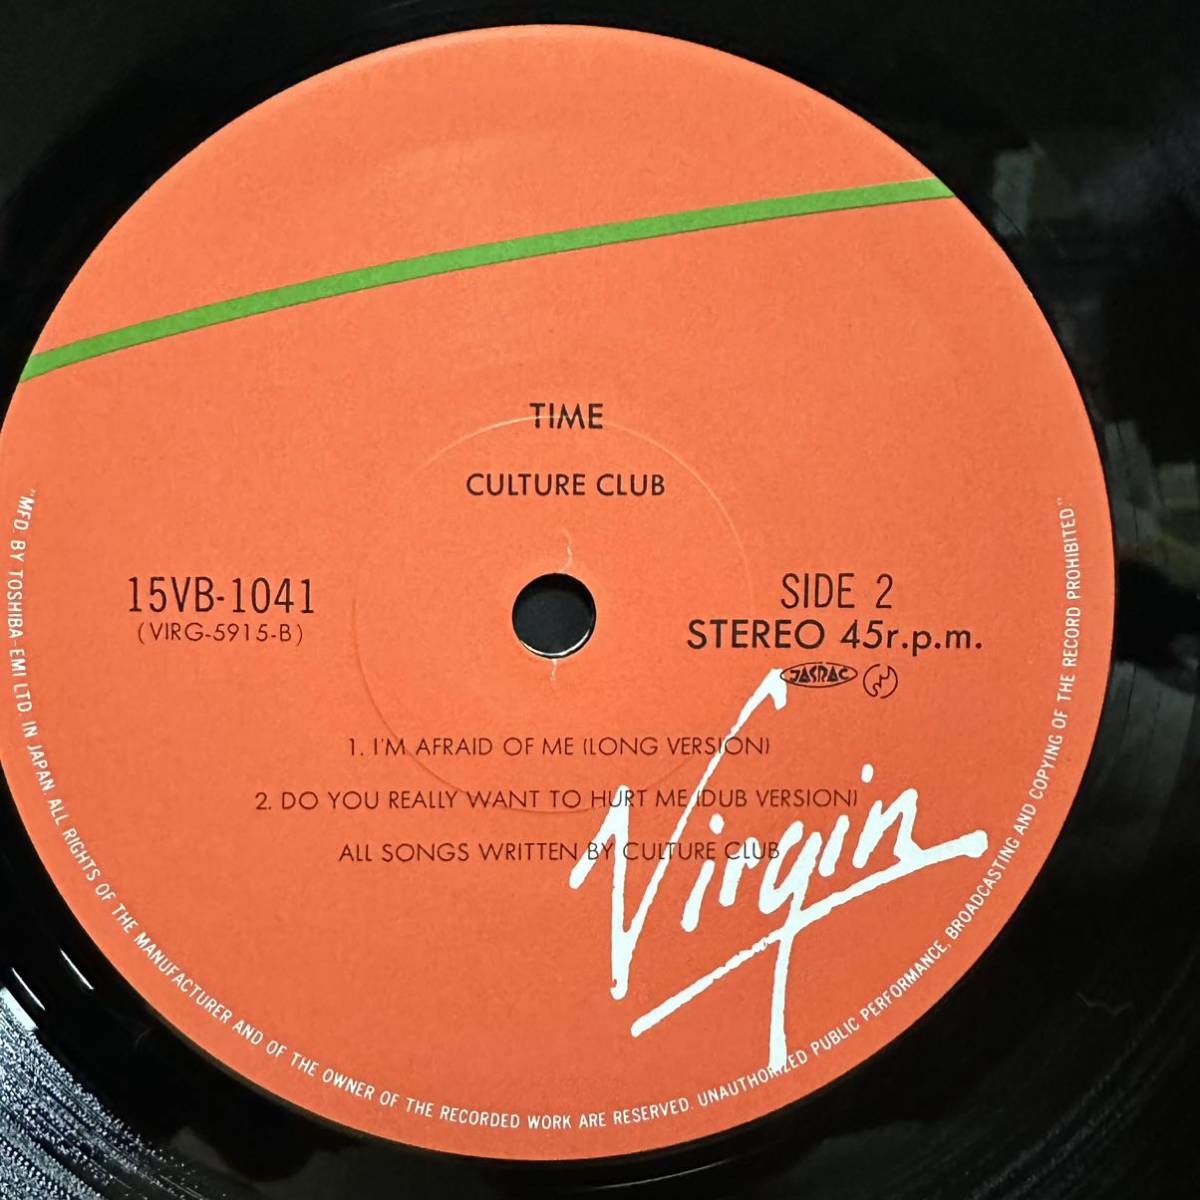 TIME
CULTURE CLUB
15VB-1041
(VIRG-5915-B)
SIDE 2
STEREO 45r.p.m.
JASRAC
1. I'M AFRAID OF ME (LONG VERSION)
2. DO YOU REALLY WANT TO HURT ME (DUB VERSION)
ALL SONGS WRITTEN BY CULTURE CLUB
Virgin
"MFD. BY TOSHIBA-EMI LTD. IN JAPAN. ALL RIGHTS OF THE MANUFACTURER AND OF THE OWNER OF THE RECORDED WORK ARE RESERVED. UNAUTHORIZED PUBLIC PERFORMANCE, BROADCASTING AND COPYING OF THE RECORD PROHIBITED."